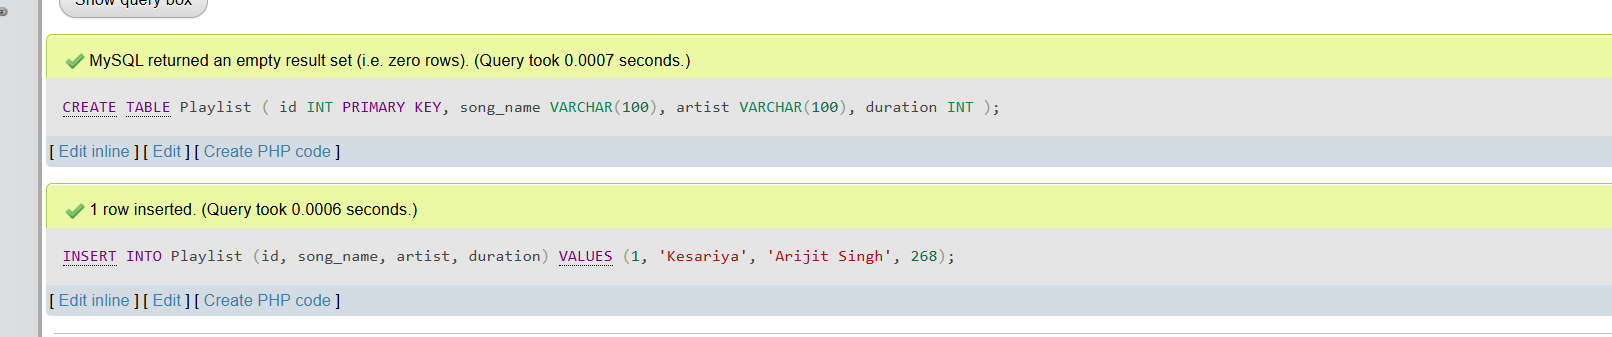 Show query box
MySQL returned an empty result set (i.e. zero rows). (Query took 0.0007 seconds.)
CREATE TABLE Playlist ( id INT PRIMARY KEY, song_name VARCHAR(100), artist VARCHAR(100), duration INT );
[ Edit inline ] [ Edit ] [ Create PHP code ]
1 row inserted. (Query took 0.0006 seconds.)
INSERT INTO Playlist (id, song_name, artist, duration) VALUES (1, 'Kesariya', 'Arijit Singh', 268);
[ Edit inline ] [ Edit ] [ Create PHP code ]